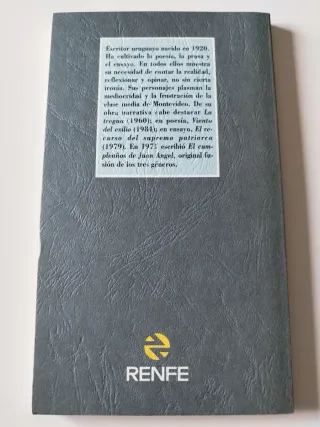 Escritor uruguayo nacido en 1920.
Ha cultivado la poesía, la prosa y
el ensayo. En todos ellos muestra
su necesidad de contar la realidad,
reflexionar y opinar, no sin cierta
ironía. Sus personajes plasman la
mediocridad y la frustración de la
clase media de Montevideo. De su
obra narrativa cabe destacar La
tregua (1960); en poesía, Viento
del exilio (1984); en ensayo, El re-
curso del supremo patriarca
(1979). En 1971 escribió El cum-
pleaños de Juan Angel, original fu-
sión de los tres géneros.
RENFE